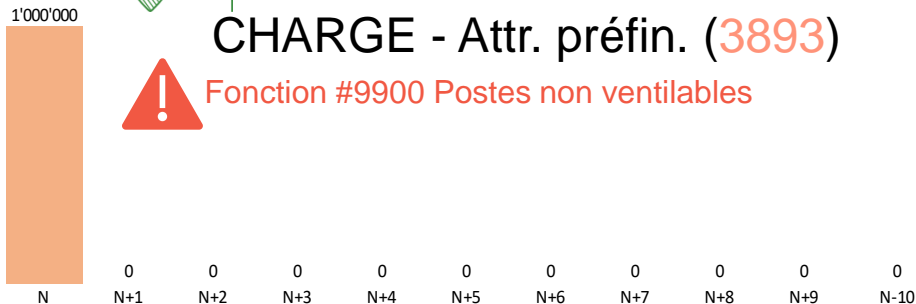 1'000'000
CHARGE - Attr. préfin. (3893)
Fonction #9900 Postes non ventilables
0 0 0 0 0 0 0 0 0 0
N N+1 N+2 N+3 N+4 N+5 N+6 N+7 N+8 N+9 N-10